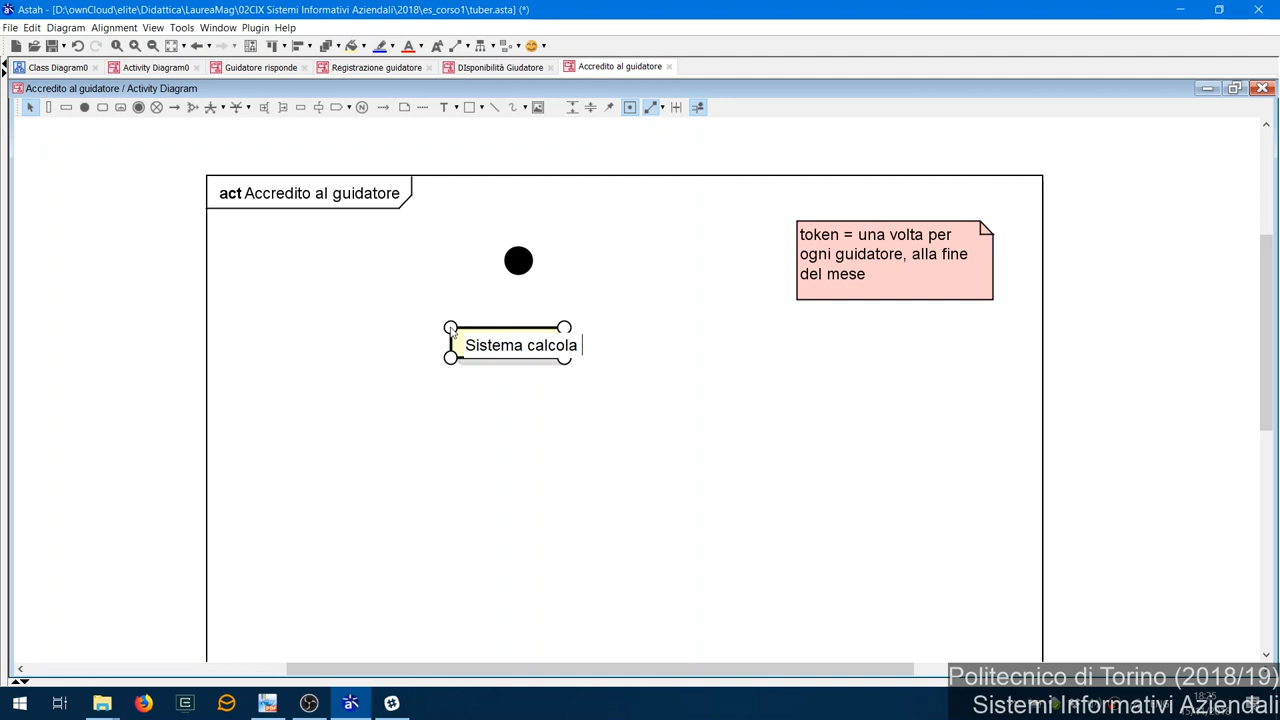 Astah - [D:\ownCloud\elite\Didattica\LaureaMag\02CIX Sistemi Informativi Aziendali\2018\es_corso1\tuber.asta] (*)
File Edit Diagram Alignment View Tools Window Plugin Help
Class Diagram0 Activity Diagram0 Guidatore risponde Registrazione guidatore DIsponibilità Giudatore Accredito al guidatore
Accredito al guidatore / Activity Diagram
act Accredito al guidatore
token = una volta per
ogni guidatore, alla fine
del mese
Sistema calcola
Politecnico di Torino (2018/19)
18:25
Sistemi Informativi Aziendali